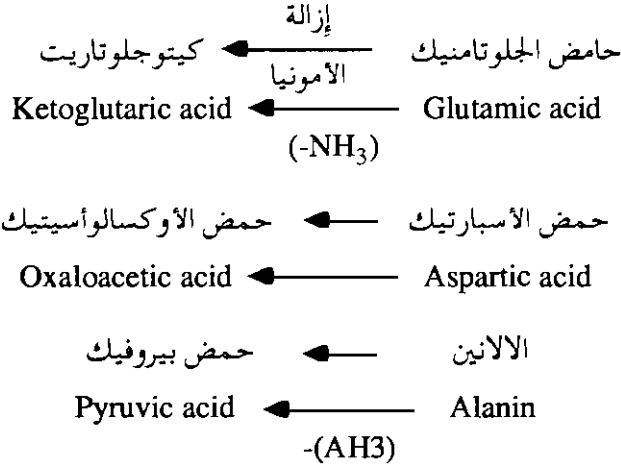 إِزالة
حامض الجلوتامنيك ← كيتوجلوتاريت
الأمونيا
Ketoglutaric acid ← Glutamic acid
(-NH3)
حمض الأسبارتيك ← حمض الأوكسالوأسيتيك
Oxaloacetic acid ← Aspartic acid
الالانين ← حمض بيروفيك
Pyruvic acid ← Alanin
-(AH3)